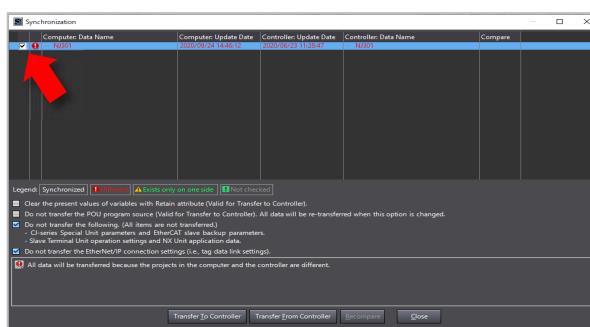 Synchronization
Computer: Data Name Computer: Update Date Controller: Update Date Controller: Data Name Compare
NJ301 2020/09/24 14:46:12 2020/06/23 11:28:47 NJ301
Legend: Synchronized Different Exists only on one side Not checked
Clear the present values of variables with Retain attribute (Valid for Transfer to Controller).
Do not transfer the POU program source (Valid for Transfer to Controller). All data will be re-transferred when this option is changed.
Do not transfer the following. (All items are not transferred.)
- CJ-series Special Unit parameters and EtherCAT slave backup parameters.
- Slave Terminal Unit operation settings and NX Unit application data.
Do not transfer the EtherNet/IP connection settings (i.e., tag data link settings).
All data will be transferred because the projects in the computer and the controller are different.
Transfer To Controller Transfer From Controller Recompare Close